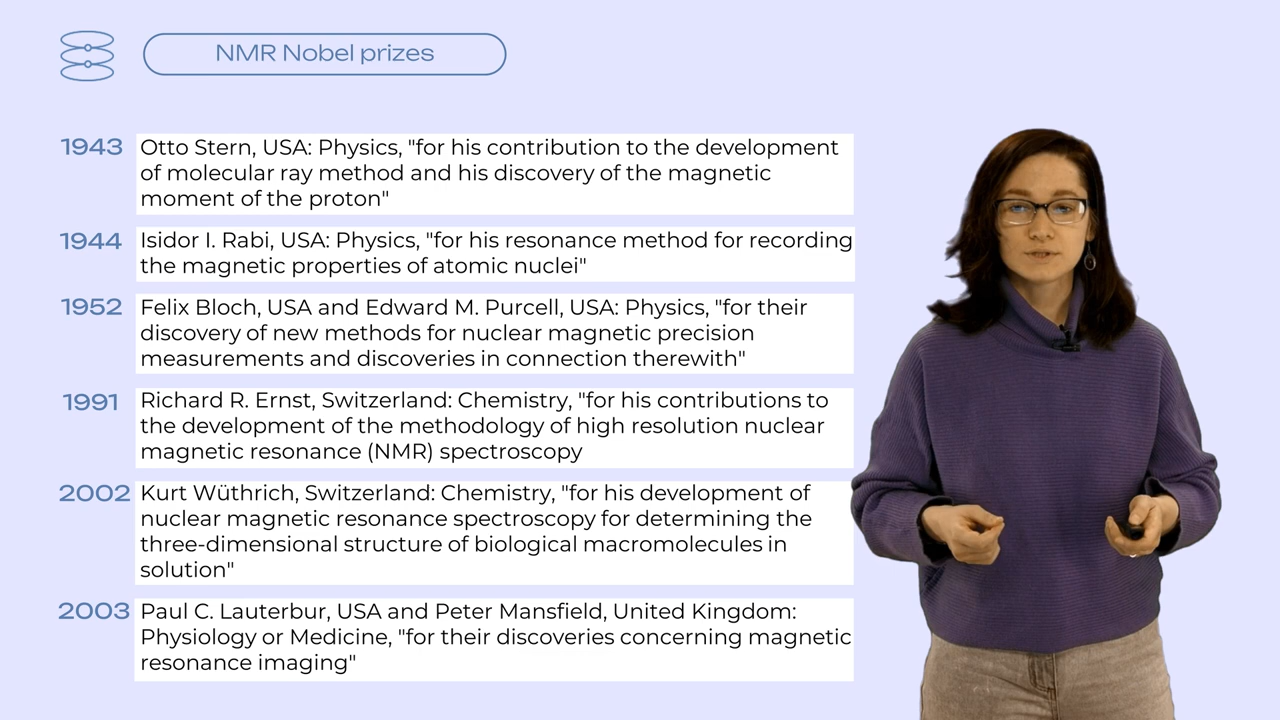 NMR Nobel prizes
1943
Otto Stern, USA: Physics, "for his contribution to the development
of molecular ray method and his discovery of the magnetic
moment of the proton"
1944
Isidor I. Rabi, USA: Physics, "for his resonance method for recording
the magnetic properties of atomic nuclei"
1952
Felix Bloch, USA and Edward M. Purcell, USA: Physics, "for their
discovery of new methods for nuclear magnetic precision
measurements and discoveries in connection therewith"
1991
Richard R. Ernst, Switzerland: Chemistry, "for his contributions to
the development of the methodology of high resolution nuclear
magnetic resonance (NMR) spectroscopy
2002
Kurt Wüthrich, Switzerland: Chemistry, "for his development of
nuclear magnetic resonance spectroscopy for determining the
three-dimensional structure of biological macromolecules in
solution"
2003
Paul C. Lauterbur, USA and Peter Mansfield, United Kingdom:
Physiology or Medicine, "for their discoveries concerning magnetic
resonance imaging"